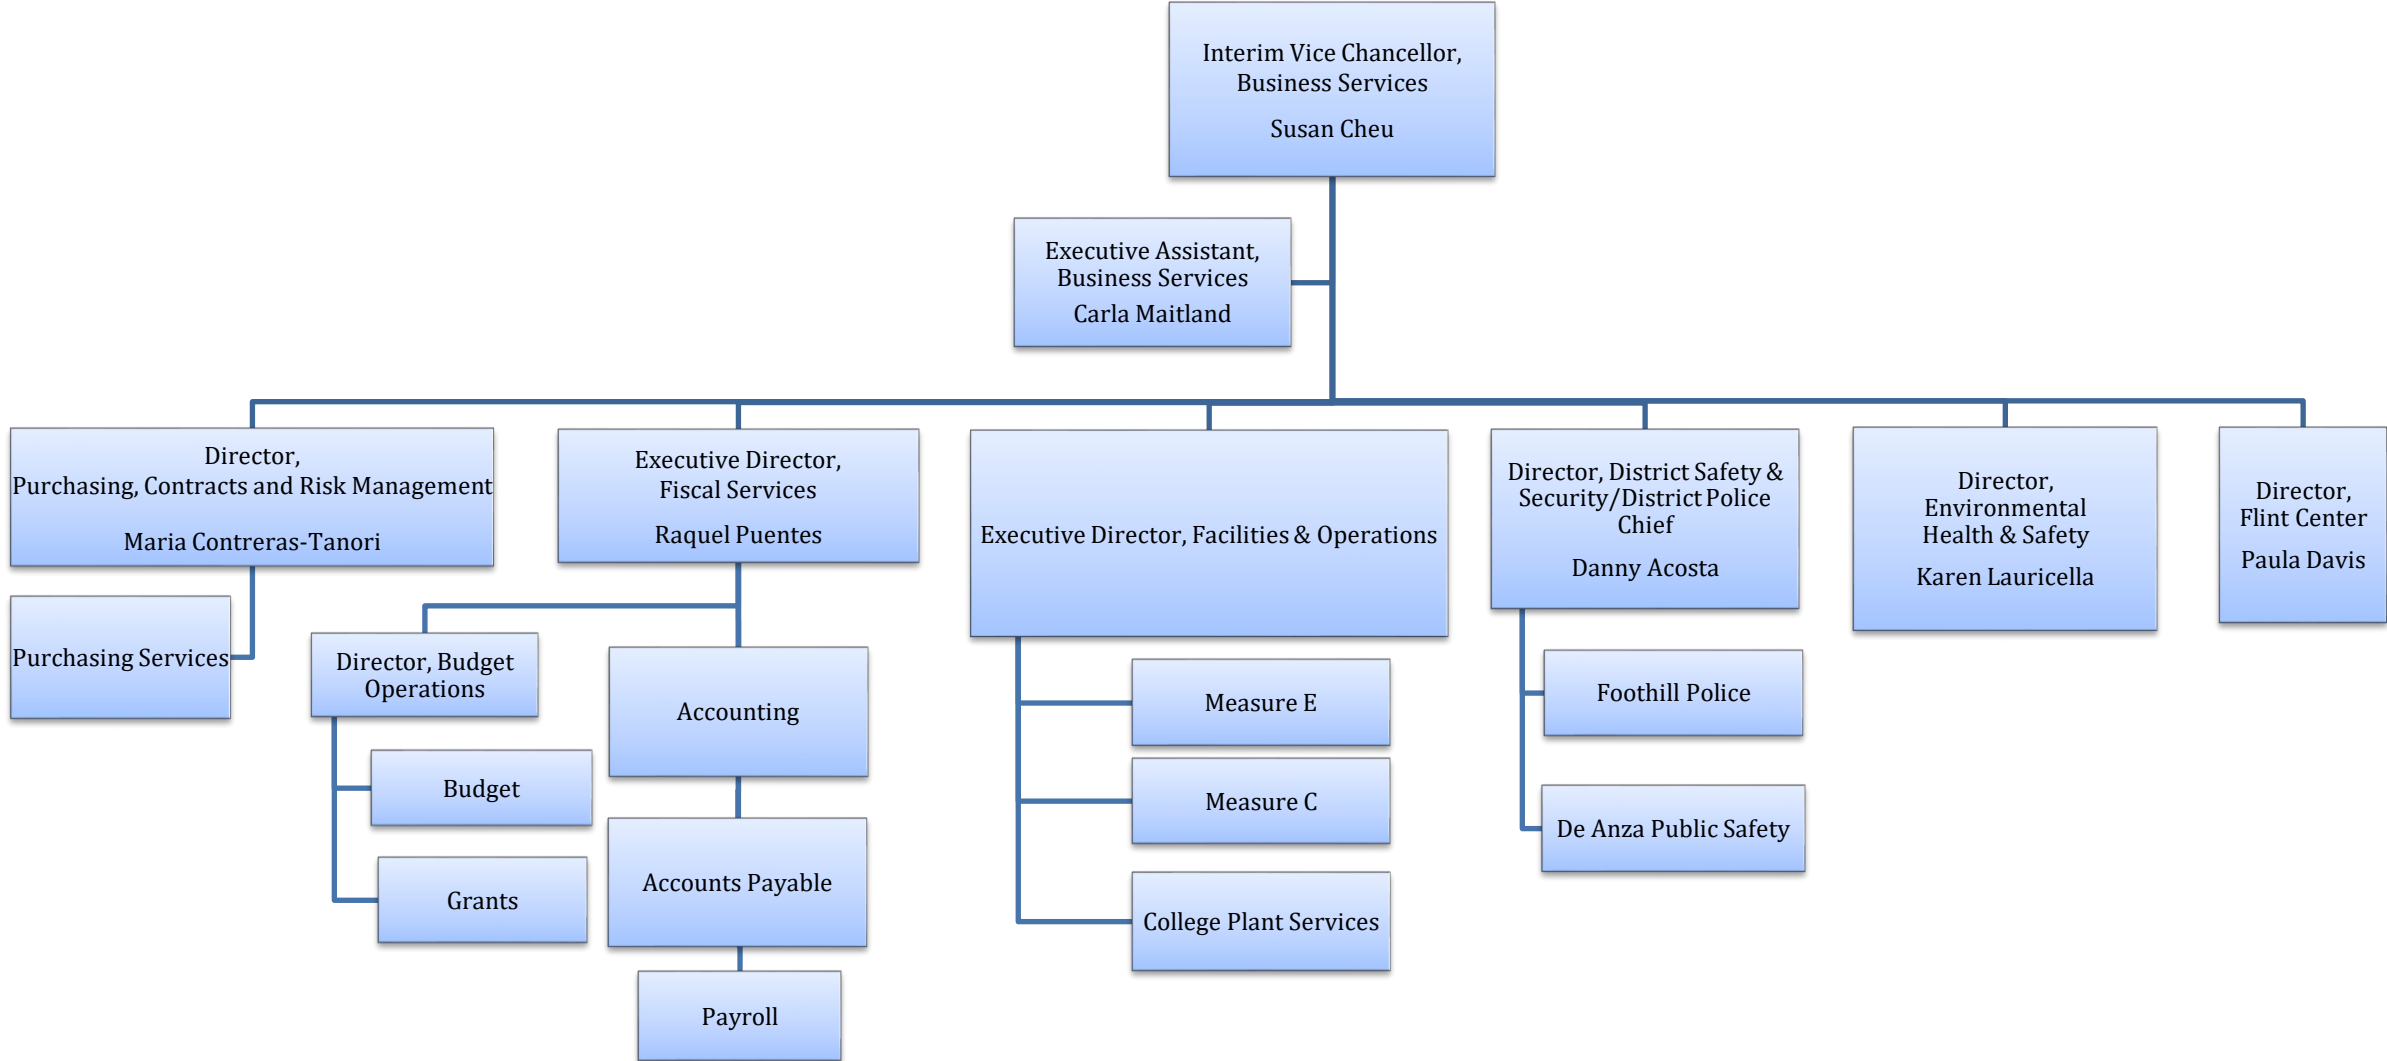 Interim Vice Chancellor,
Business Services
Susan Cheu
Executive Assistant,
Business Services
Carla Maitland
Director,
Purchasing, Contracts and Risk Management
Maria Contreras-Tanori
Executive Director,
Fiscal Services
Raquel Puentes
Executive Director, Facilities & Operations
Director, District Safety &
Security/District Police
Chief
Danny Acosta
Director,
Environmental
Health & Safety
Karen Lauricella
Director,
Flint Center
Paula Davis
Purchasing Services
Director, Budget
Operations
Budget
Grants
Accounting
Accounts Payable
Payroll
Measure E
Measure C
College Plant Services
Foothill Police
De Anza Public Safety